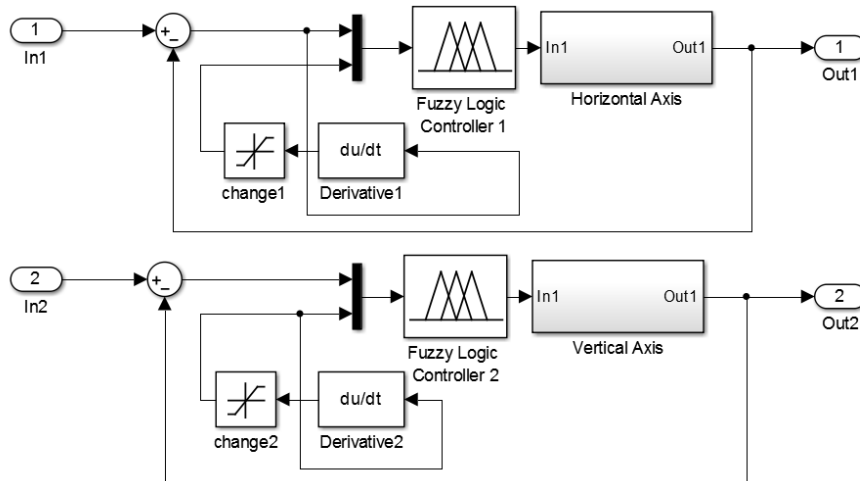 1
In1
+
−
Fuzzy Logic
Controller 1
In1
Out1
Horizontal Axis
1
Out1
change1
du/dt
Derivative1
2
In2
+
−
Fuzzy Logic
Controller 2
In1
Out1
Vertical Axis
2
Out2
change2
du/dt
Derivative2